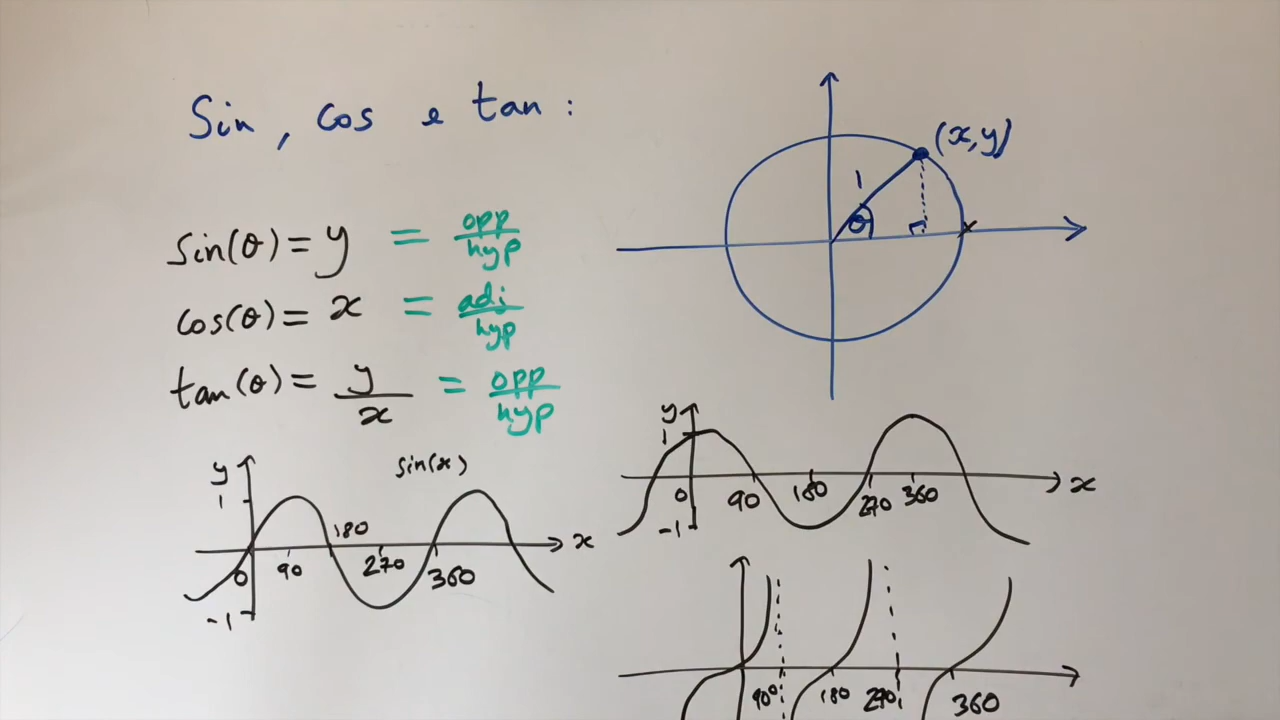 Sin, cos e tan:
sin(θ) = y = opp/hyp
cos(θ) = x = adj/hyp
tan(θ) = y/x = opp/hyp
(x,y)
1
θ
x
y
sin(x)
1
0
90
180
270
360
x
-1
y
1
0
90
180
270
360
x
-1
90°
180
270
360